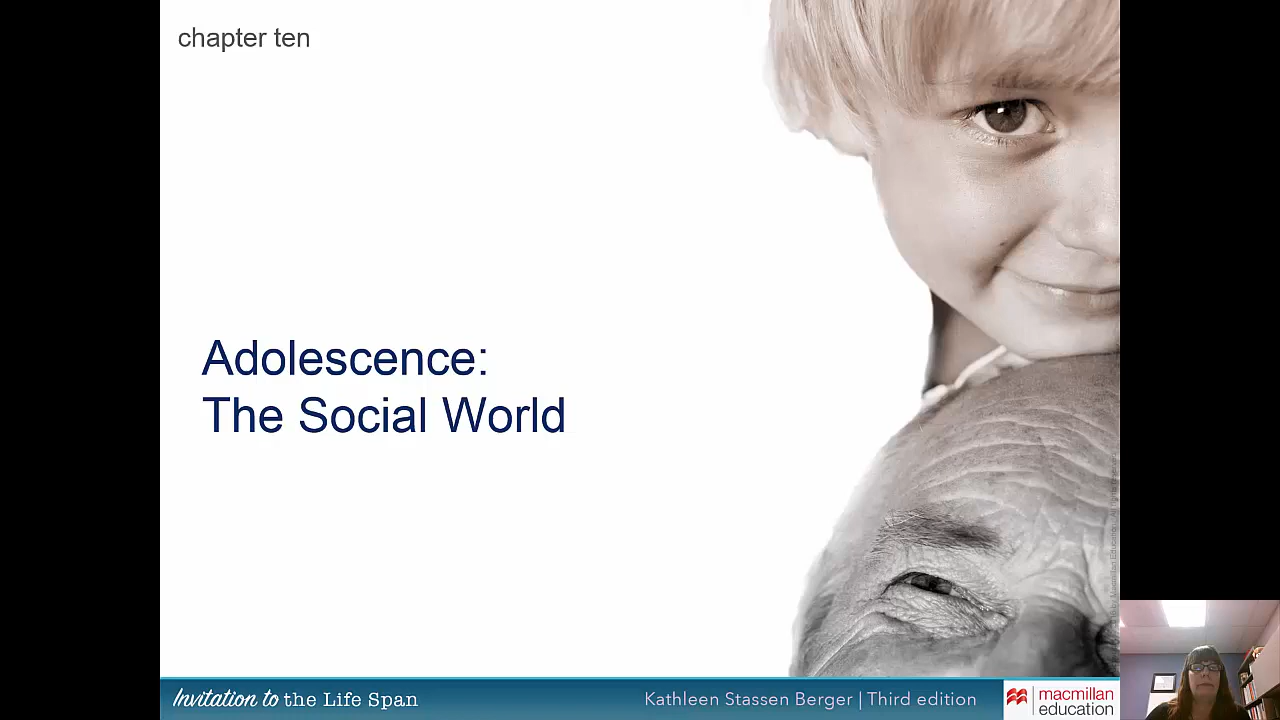 chapter ten
Adolescence:
The Social World
Invitation to the Life Span
Kathleen Stassen Berger | Third edition
macmillan
education